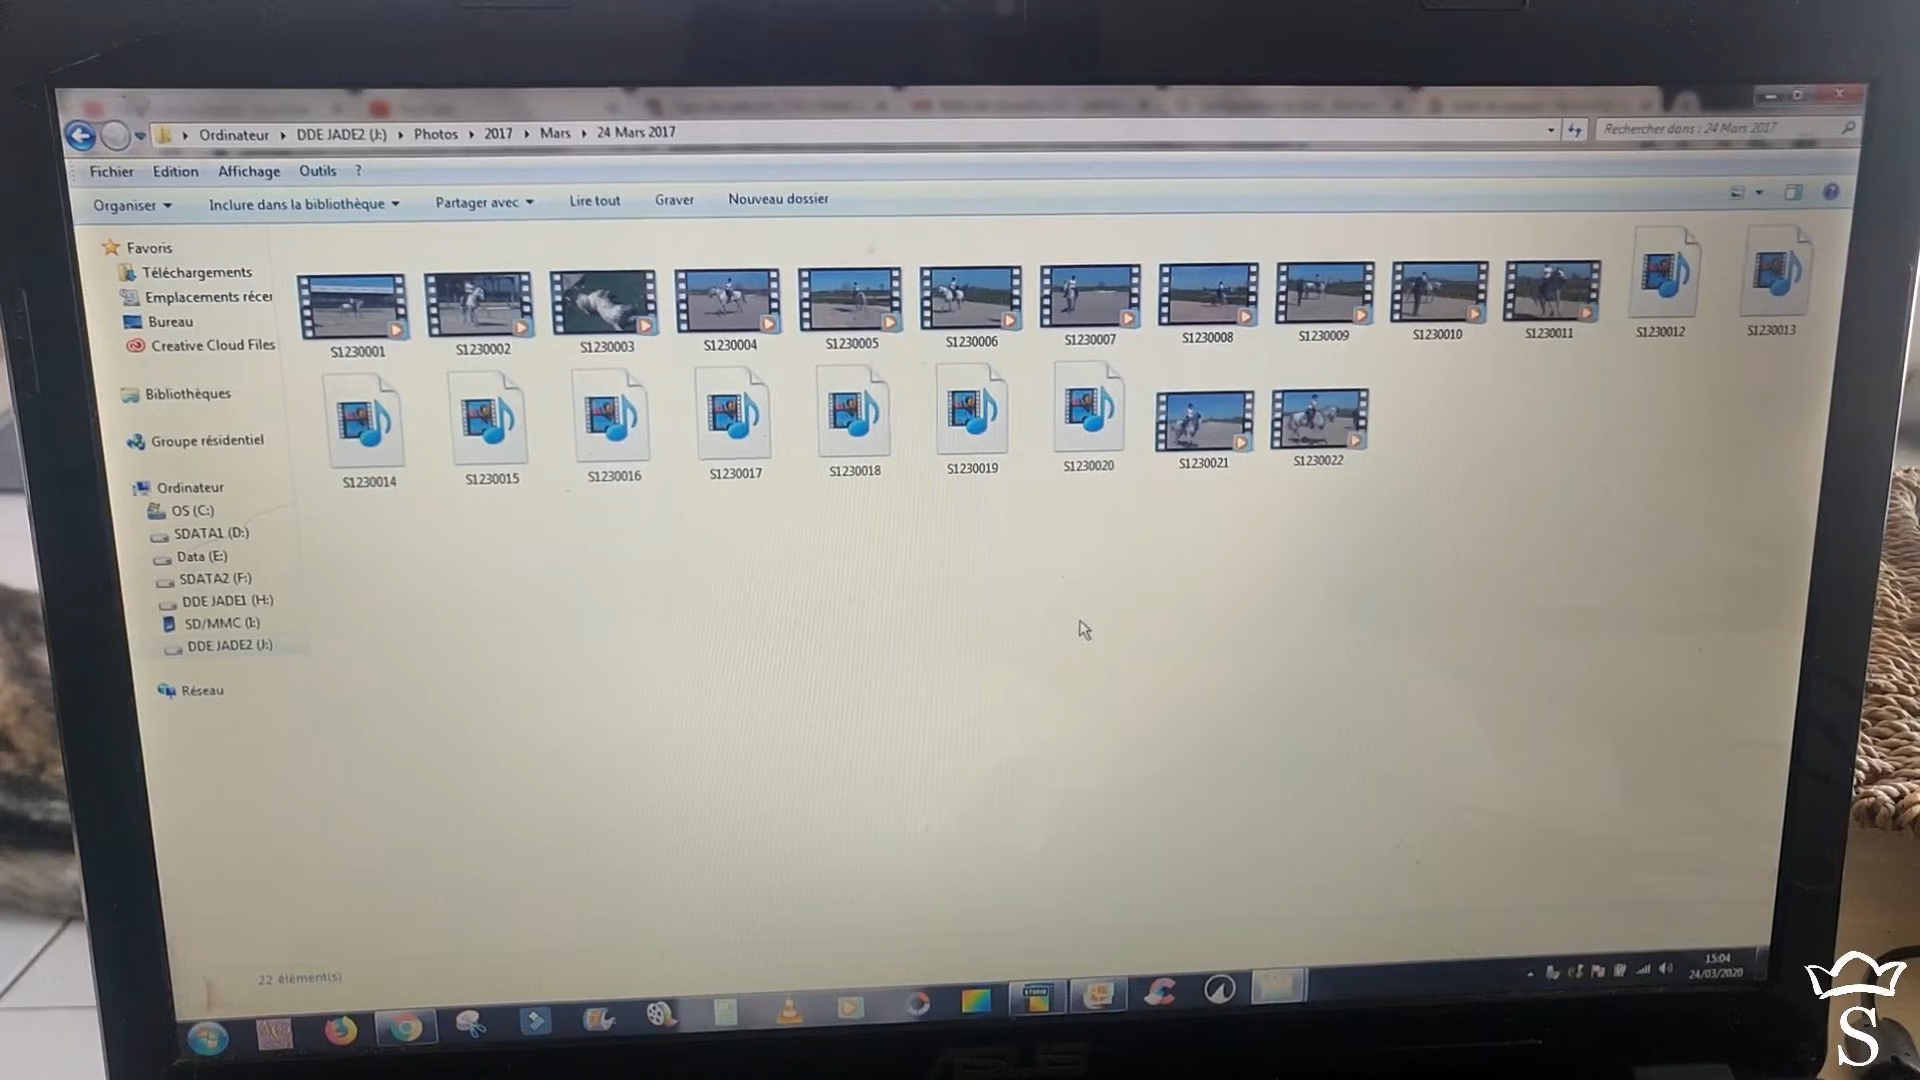 Ordinateur ▸ DDE JADE2 (J:) ▸ Photos ▸ 2017 ▸ Mars ▸ 24 Mars 2017
Rechercher dans : 24 Mars 2017
Fichier Edition Affichage Outils ?
Organiser Inclure dans la bibliothèque Partager avec Lire tout Graver Nouveau dossier
Favoris
Téléchargements
Emplacements récer
Bureau
Creative Cloud Files
Bibliothèques
Groupe résidentiel
Ordinateur
OS (C:)
SDATA1 (D:)
Data (E:)
SDATA2 (F:)
DDE JADE1 (H:)
SD/MMC (I:)
DDE JADE2 (J:)
Réseau
S1230001 S1230002 S1230003 S1230004 S1230005 S1230006 S1230007 S1230008 S1230009 S1230010 S1230011 S1230012 S1230013
S1230014 S1230015 S1230016 S1230017 S1230018 S1230019 S1230020 S1230021 S1230022
22 élément(s)
15:04
24/03/2020
S